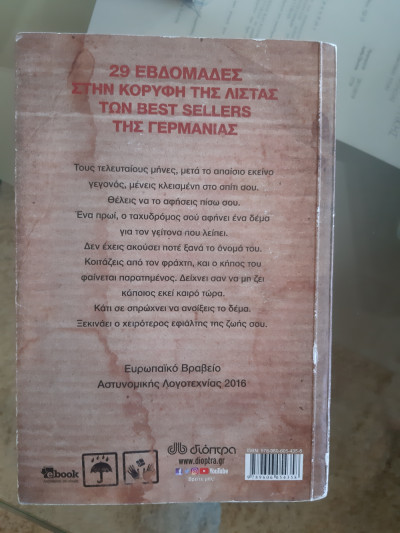 29 ΕΒΔΟΜΑΔΕΣ
ΣΤΗΝ ΚΟΡΥΦΗ ΤΗΣ ΛΙΣΤΑΣ
ΤΩΝ BEST SELLERS
ΤΗΣ ΓΕΡΜΑΝΙΑΣ
Τους τελευταίους μήνες, μετά το απαίσιο εκείνο
γεγονός, μένεις κλεισμένη στο σπίτι σου.
Θέλεις να το αφήσεις πίσω σου.
Ένα πρωί, ο ταχυδρόμος σού αφήνει ένα δέμα
για τον γείτονα που λείπει.
Δεν έχεις ακούσει ποτέ ξανά το όνομά του.
Κοιτάζεις από τον φράχτη, και ο κήπος του
φαίνεται παρατημένος. Δείχνει σαν να μη ζει
κάποιος εκεί καιρό τώρα.
Κάτι σε σπρώχνει να ανοίξεις το δέμα.
Ξεκινάει ο χειρότερος εφιάλτης της ζωής σου.
Ευρωπαϊκό Βραβείο
Αστυνομικής Λογοτεχνίας 2016
ebook
διόπτρα
www.dioptra.gr
YouTube